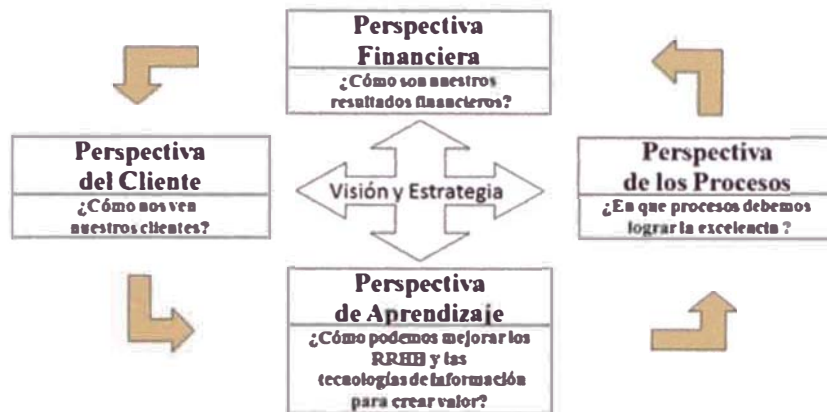 Perspectiva
Financiera
¿Cómo son nuestros
resultados financieros?
Perspectiva
del Cliente
¿Cómo nos ven
nuestros clientes?
Visión y Estrategia
Perspectiva
de los Procesos
¿En que procesos debemos
lograr la excelencia ?
Perspectiva
de Aprendizaje
¿Cómo podemos mejorar los
RRHH y las
tecnologías de información
para crear valor?